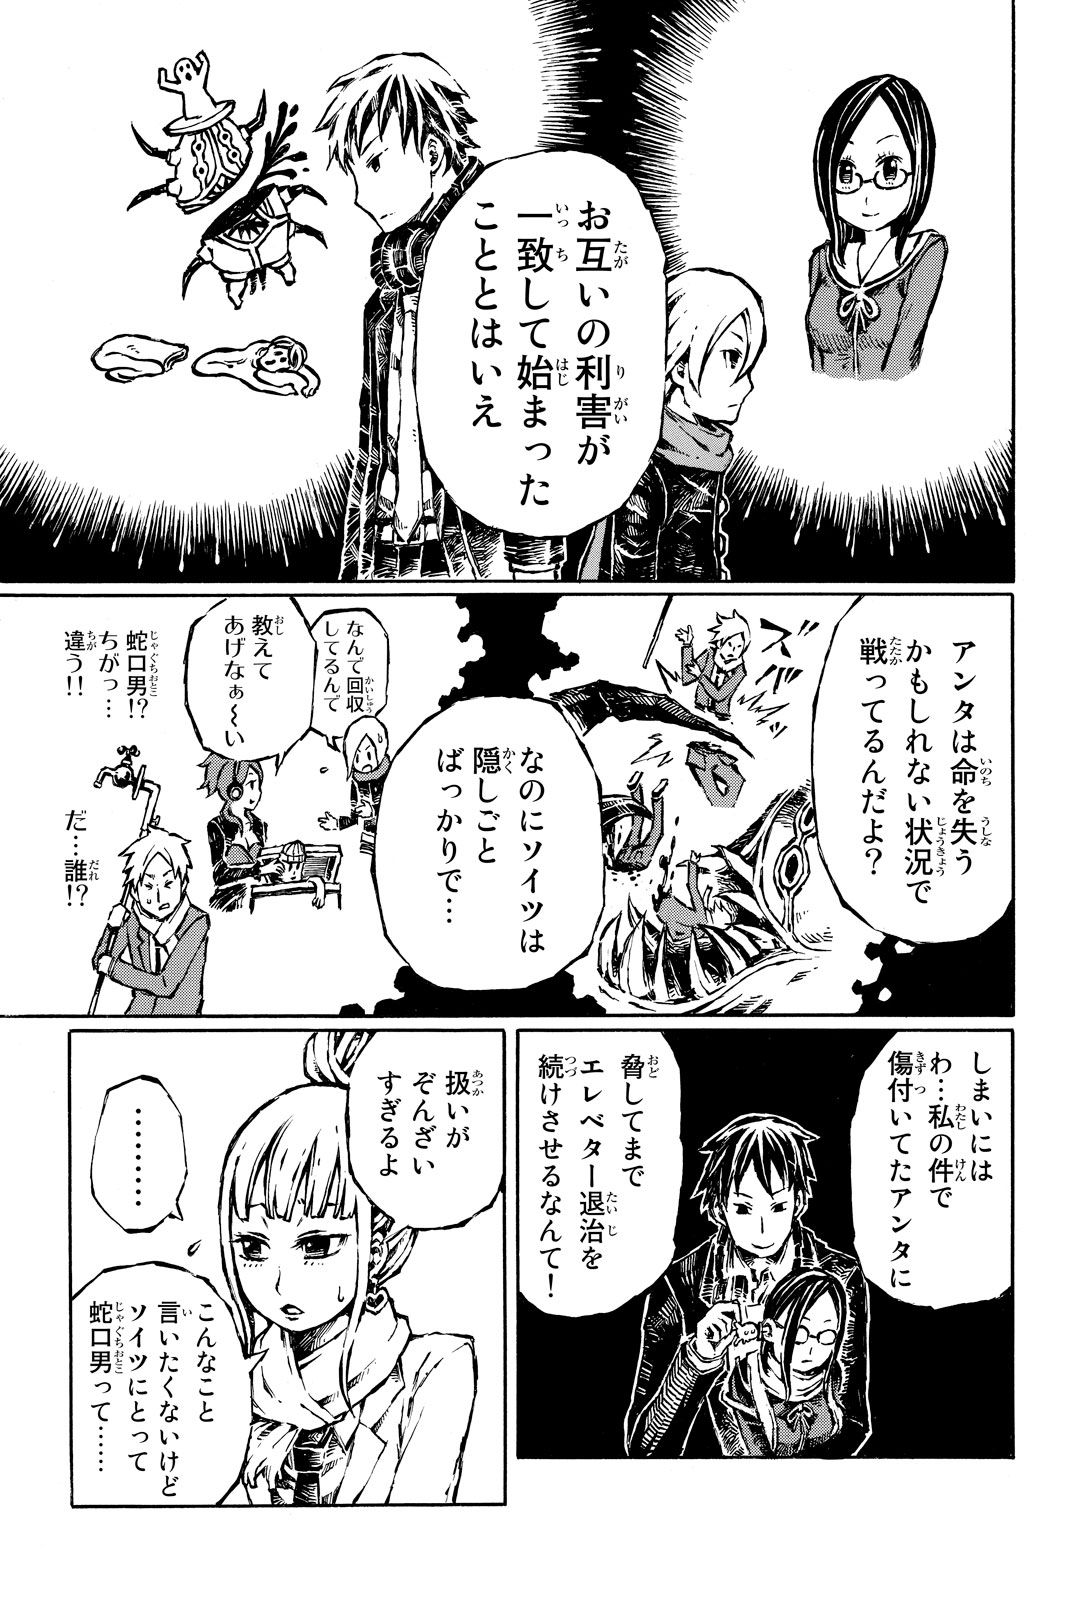 お互いの利害が
一致して始まった
こととはいえ
アンタは命を失う
かもしれない状況で
戦ってるんだよ?
ズズ
なのにソイツは
隠しごと
ばっかりで…
なんで回収
してるんで
教えて
あげなぁ〜い
蛇口男!?
ちがっ…
違う!!
だ…誰!?
しまいには
わ…私の件で
傷付いてたアンタに
脅してまで
エレベター退治を
続けさせるなんて!
扱いが
ぞんざい
すぎるよ
………
こんなこと
言いたくないけど
ソイツにとって
蛇口男って……